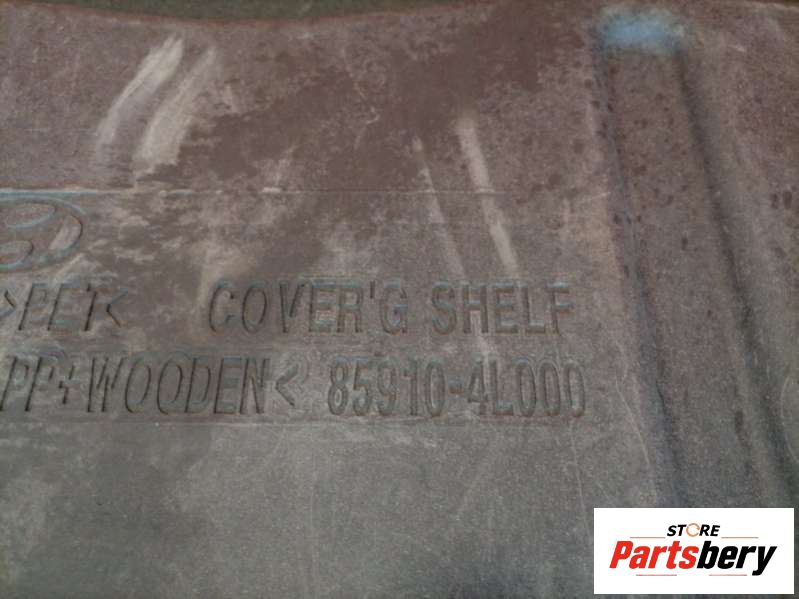 >PET< COVER'G SHELF
PP+WOODEN< 85910-4L000
STORE
Partsbery